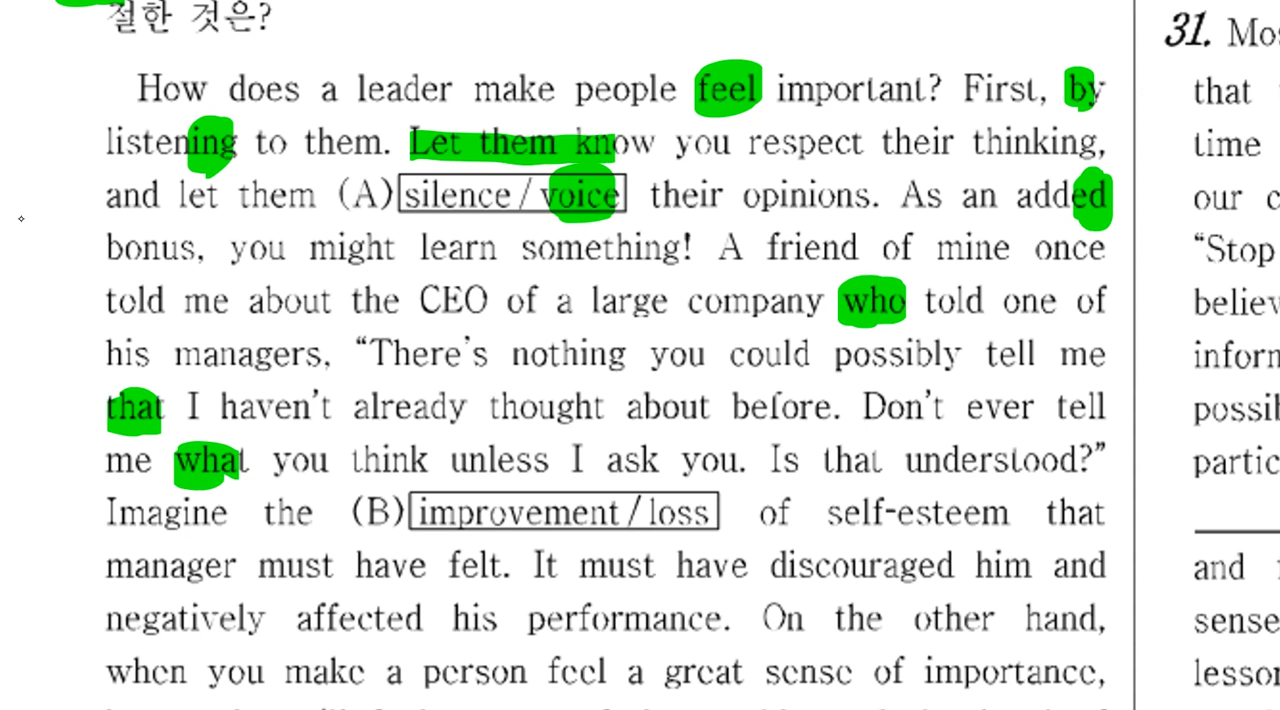 절한 것은?
How does a leader make people feel important? First, by
listening to them. Let them know you respect their thinking,
and let them (A) silence / voice their opinions. As an added
bonus, you might learn something! A friend of mine once
told me about the CEO of a large company who told one of
his managers, “There's nothing you could possibly tell me
that I haven't already thought about before. Don't ever tell
me what you think unless I ask you. Is that understood?”
Imagine the (B) improvement / loss of self-esteem that
manager must have felt. It must have discouraged him and
negatively affected his performance. On the other hand,
when you make a person feel a great sense of importance,
31. Mos
that
time
our c
“Stop
believ
inform
possib
partic
and
sense
lesson